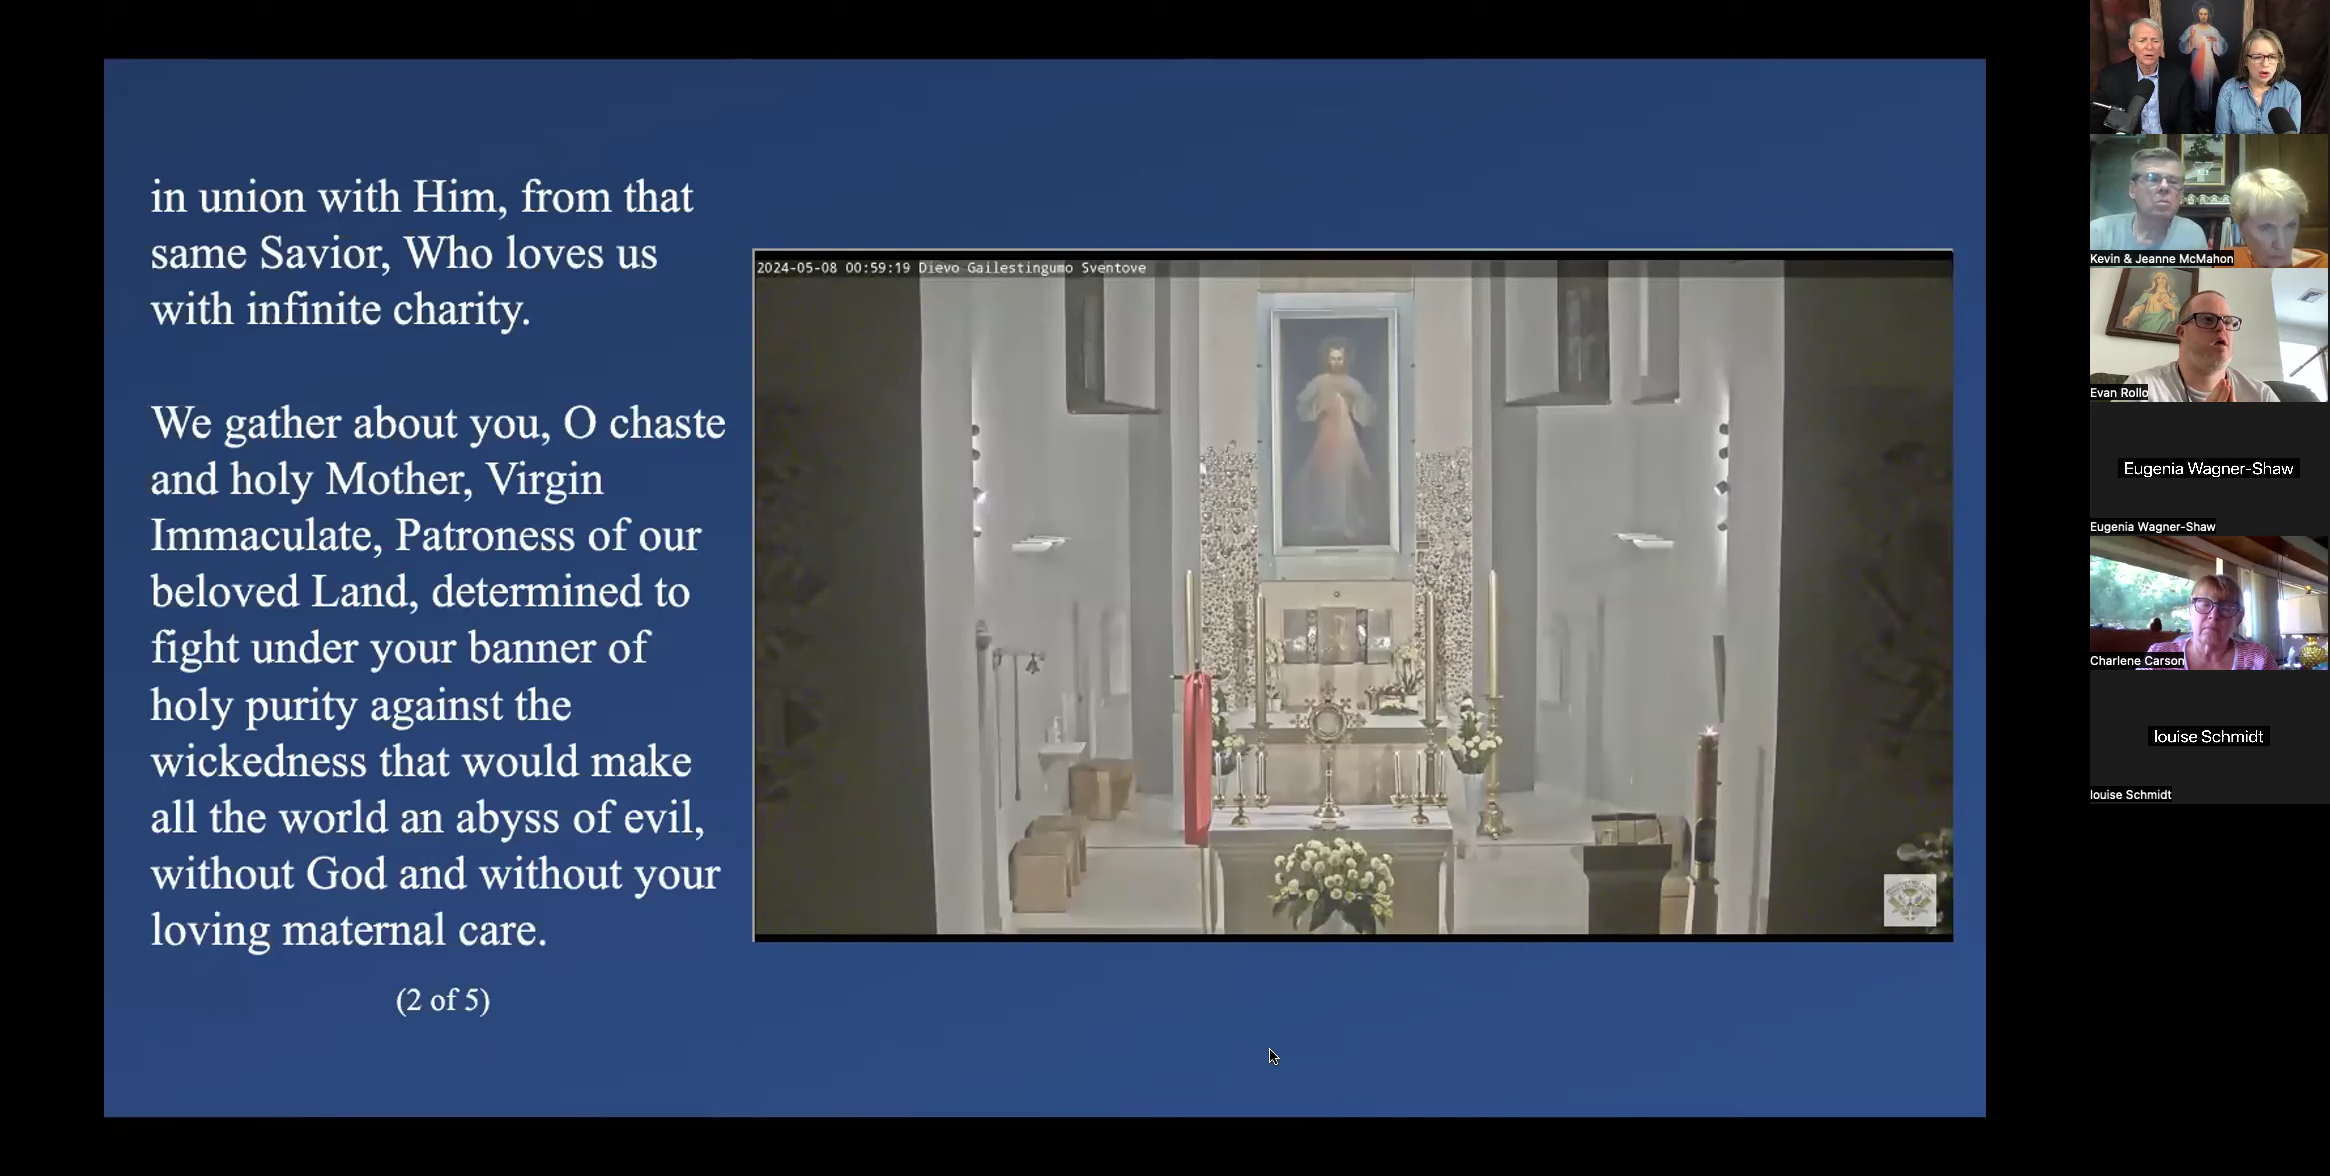 in union with Him, from that
same Savior, Who loves us
with infinite charity.
We gather about you, O chaste
and holy Mother, Virgin
Immaculate, Patroness of our
beloved Land, determined to
fight under your banner of
holy purity against the
wickedness that would make
all the world an abyss of evil,
without God and without your
loving maternal care.
(2 of 5)
2024-05-08 00:59:19 Dievo Gailestingumo Sventove
Kevin & Jeanne McMahon
Evan Rollo
Eugenia Wagner-Shaw
Eugenia Wagner-Shaw
Charlene Carson
louise Schmidt
louise Schmidt